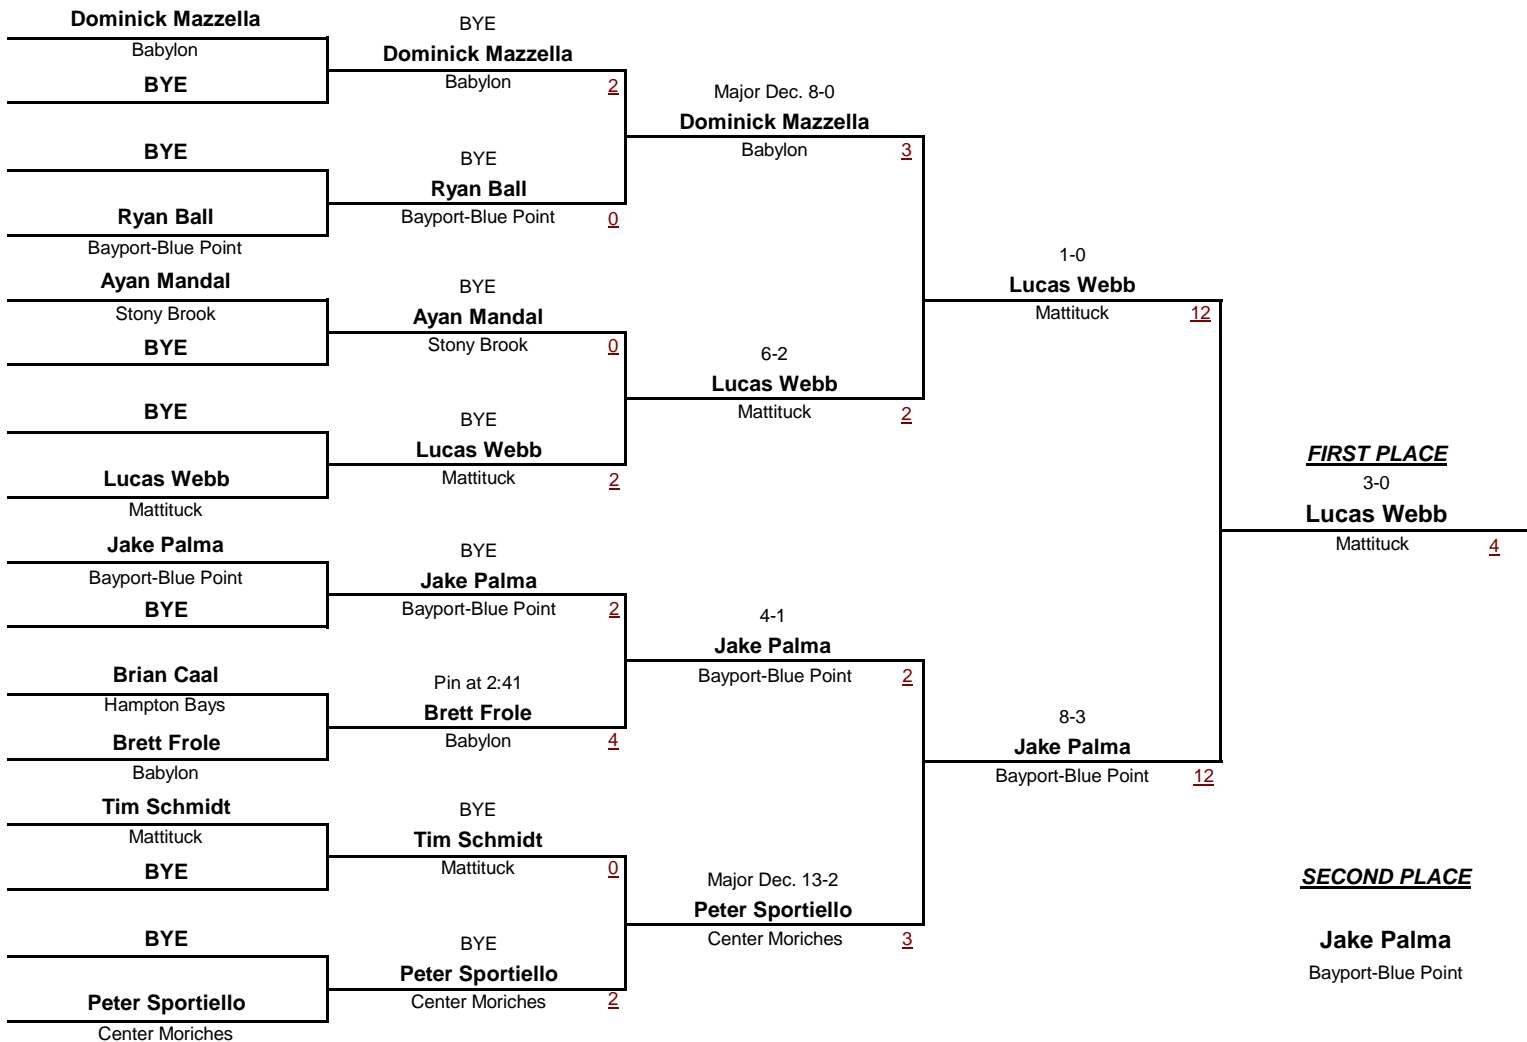 Dominick Mazzella
Babylon
BYE
BYE
Ryan Ball
Bayport-Blue Point
Ayan Mandal
Stony Brook
BYE
BYE
Lucas Webb
Mattituck
Jake Palma
Bayport-Blue Point
BYE
Brian Caal
Hampton Bays
Brett Frole
Babylon
Tim Schmidt
Mattituck
BYE
BYE
Peter Sportiello
Center Moriches
BYE
Dominick Mazzella
Babylon 2
BYE
Ryan Ball
Bayport-Blue Point 0
BYE
Ayan Mandal
Stony Brook 0
BYE
Lucas Webb
Mattituck 2
BYE
Jake Palma
Bayport-Blue Point 2
Pin at 2:41
Brett Frole
Babylon 4
BYE
Tim Schmidt
Mattituck 0
BYE
Peter Sportiello
Center Moriches 2
Major Dec. 8-0
Dominick Mazzella
Babylon 3
6-2
Lucas Webb
Mattituck 2
4-1
Jake Palma
Bayport-Blue Point 2
Major Dec. 13-2
Peter Sportiello
Center Moriches 3
1-0
Lucas Webb
Mattituck 12
8-3
Jake Palma
Bayport-Blue Point 12
FIRST PLACE
3-0
Lucas Webb
Mattituck 4
SECOND PLACE
Jake Palma
Bayport-Blue Point